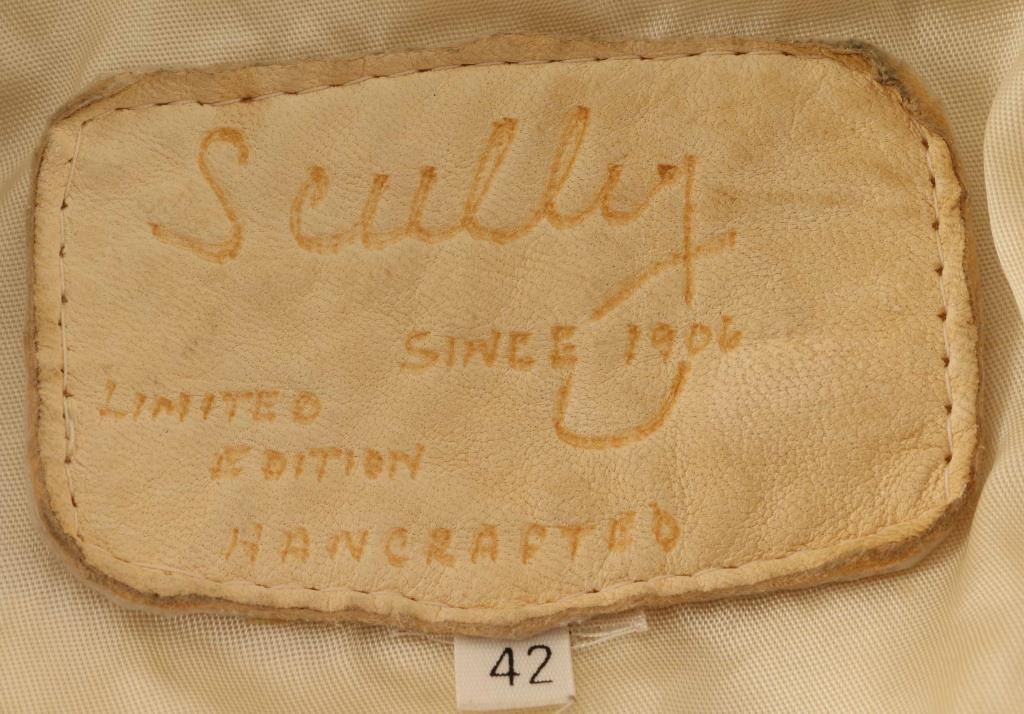 Scully
SINCE 1906
LIMITED
EDITION
HANCRAFTED
42